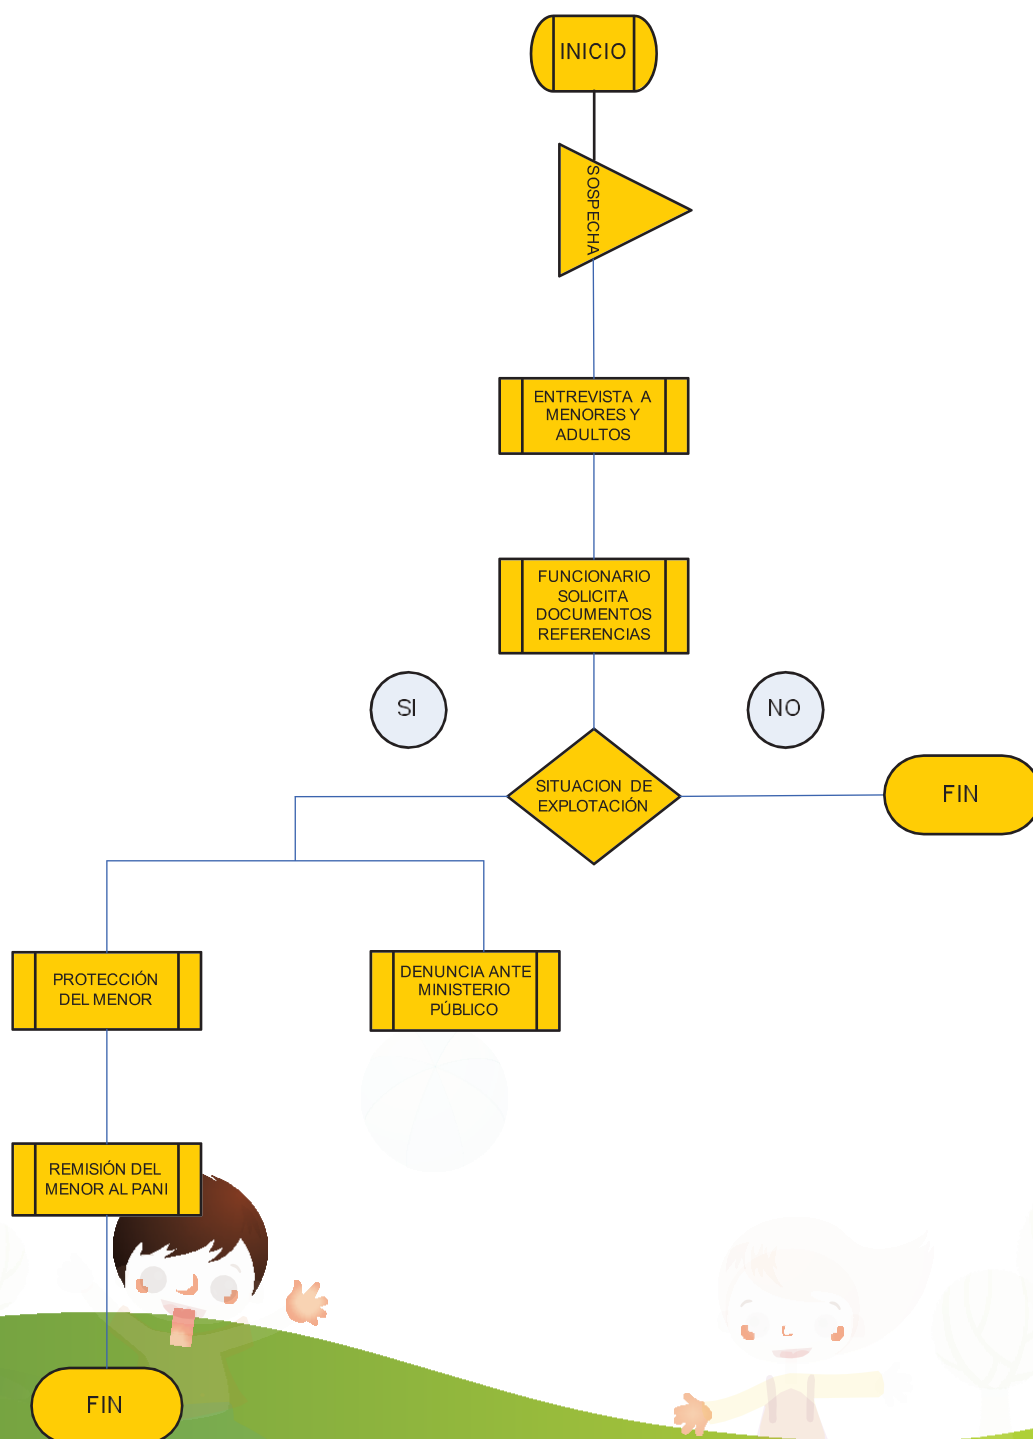 INICIO
SOSPECHA
ENTREVISTA A
MENORES Y
ADULTOS
FUNCIONARIO
SOLICITA
DOCUMENTOS
REFERENCIAS
SI
NO
SITUACION DE
EXPLOTACIÓN
FIN
PROTECCIÓN
DEL MENOR
DENUNCIA ANTE
MINISTERIO
PÚBLICO
REMISIÓN DEL
MENOR AL PANI
FIN